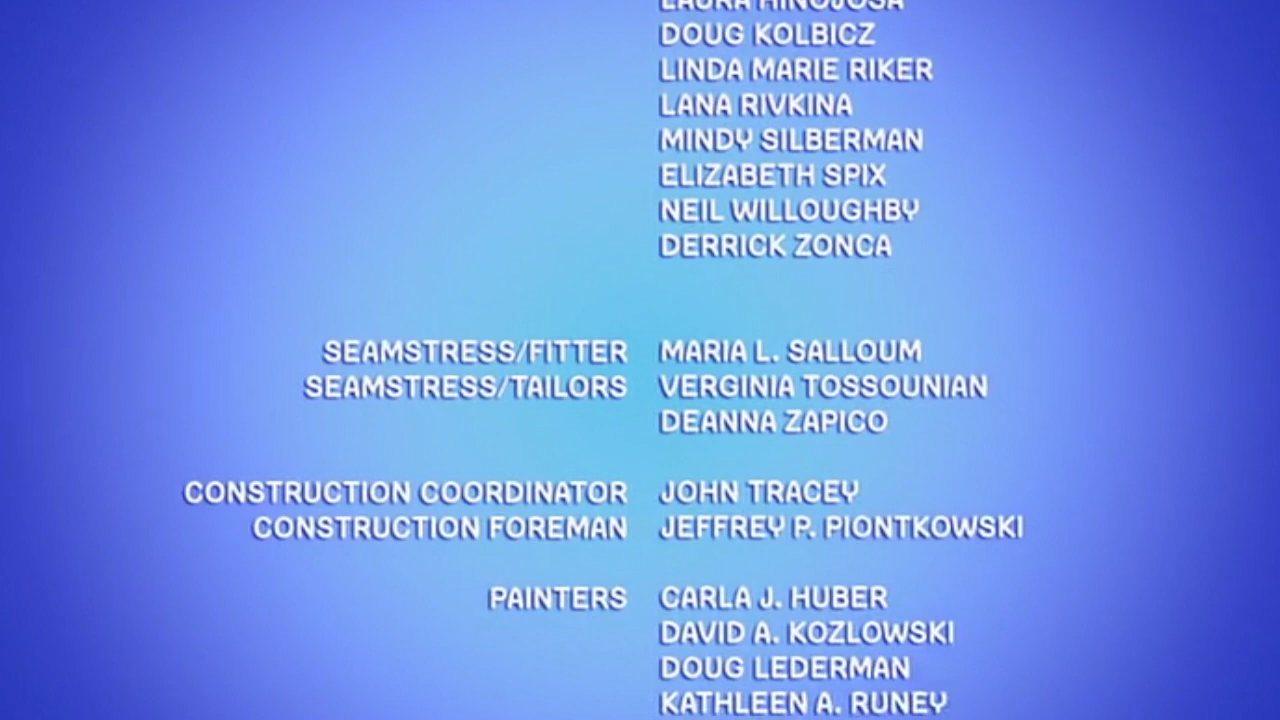 LAURA HINOJOSA
DOUG KOLBICZ
LINDA MARIE RIKER
LANA RIVKINA
MINDY SILBERMAN
ELIZABETH SPIX
NEIL WILLOUGHBY
DERRICK ZONCA
SEAMSTRESS/FITTER MARIA L. SALLOUM
SEAMSTRESS/TAILORS VERGINIA TOSSOUNIAN
DEANNA ZAPICO
CONSTRUCTION COORDINATOR JOHN TRACEY
CONSTRUCTION FOREMAN JEFFREY P. PIONTKOWSKI
PAINTERS CARLA J. HUBER
DAVID A. KOZLOWSKI
DOUG LEDERMAN
KATHLEEN A. RUNEY